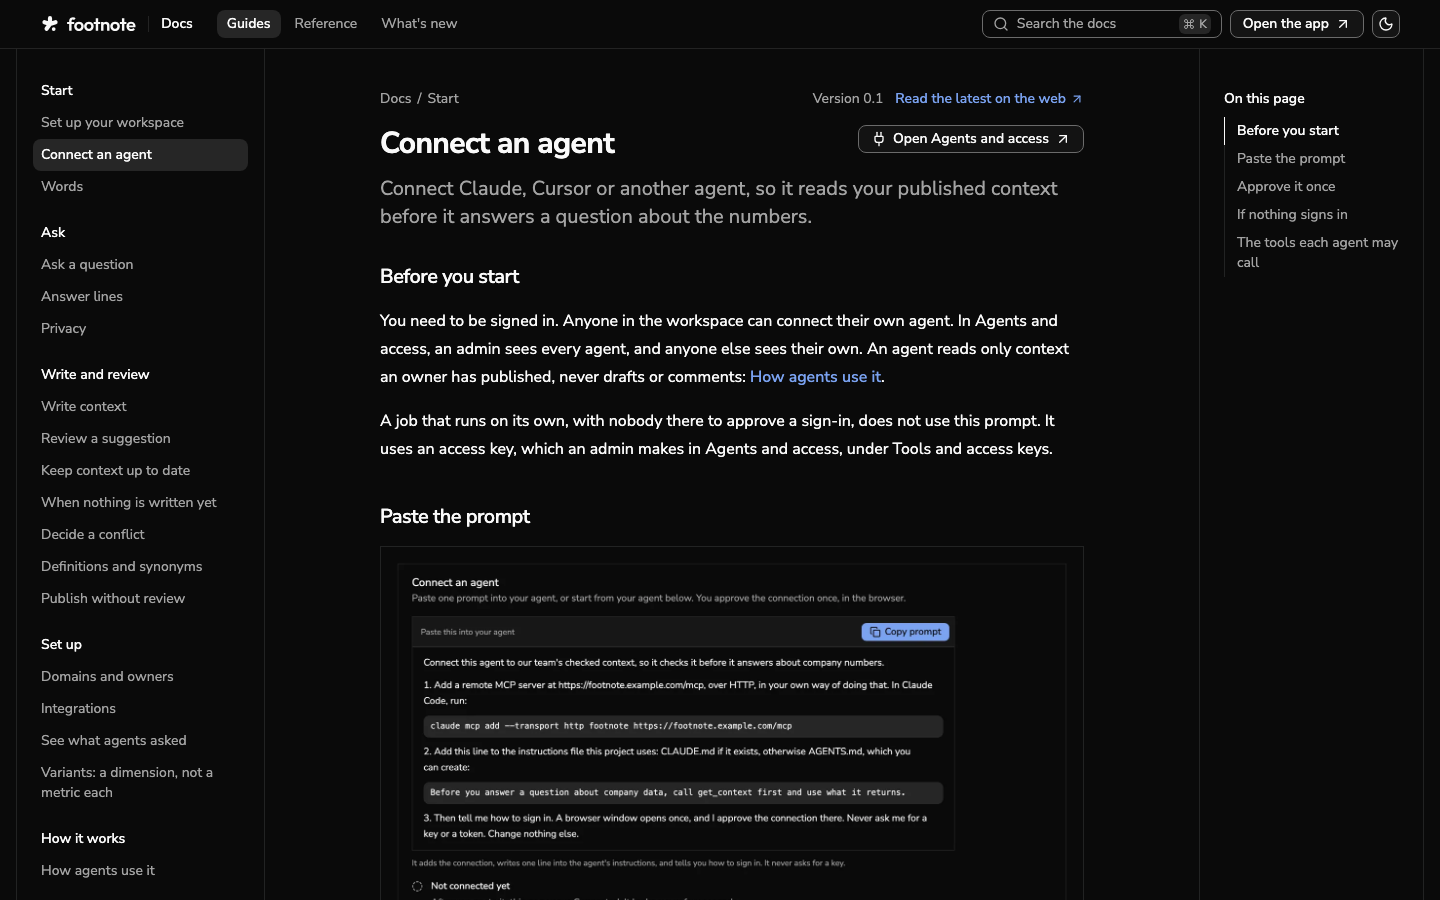 footnote
Docs
Guides
Reference
What's new
Search the docs
⌘ K
Open the app
Start
Set up your workspace
Connect an agent
Words
Ask
Ask a question
Answer lines
Privacy
Write and review
Write context
Review a suggestion
Keep context up to date
When nothing is written yet
Decide a conflict
Definitions and synonyms
Publish without review
Set up
Domains and owners
Integrations
See what agents asked
Variants: a dimension, not a
metric each
How it works
How agents use it
Docs / Start
Version 0.1
Read the latest on the web
Connect an agent
Open Agents and access
Connect Claude, Cursor or another agent, so it reads your published context
before it answers a question about the numbers.
Before you start
You need to be signed in. Anyone in the workspace can connect their own agent. In Agents and
access, an admin sees every agent, and anyone else sees their own. An agent reads only context
an owner has published, never drafts or comments: How agents use it.
A job that runs on its own, with nobody there to approve a sign-in, does not use this prompt. It
uses an access key, which an admin makes in Agents and access, under Tools and access keys.
Paste the prompt
Connect an agent
Paste one prompt into your agent, or start from your agent below. You approve the connection once, in the browser.
Paste this into your agent
Copy prompt
Connect this agent to our team's checked context, so it checks it before it answers about company numbers.
1. Add a remote MCP server at https://footnote.example.com/mcp, over HTTP, in your own way of doing that. In Claude
Code, run:
claude mcp add --transport http footnote https://footnote.example.com/mcp
2. Add this line to the instructions file this project uses: CLAUDE.md if it exists, otherwise AGENTS.md, which you
can create:
Before you answer a question about company data, call get_context first and use what it returns.
3. Then tell me how to sign in. A browser window opens once, and I approve the connection there. Never ask me for a
key or a token. Change nothing else.
It adds the connection, writes one line into the agent's instructions, and tells you how to sign in. It never asks for a key.
Not connected yet
On this page
Before you start
Paste the prompt
Approve it once
If nothing signs in
The tools each agent may
call